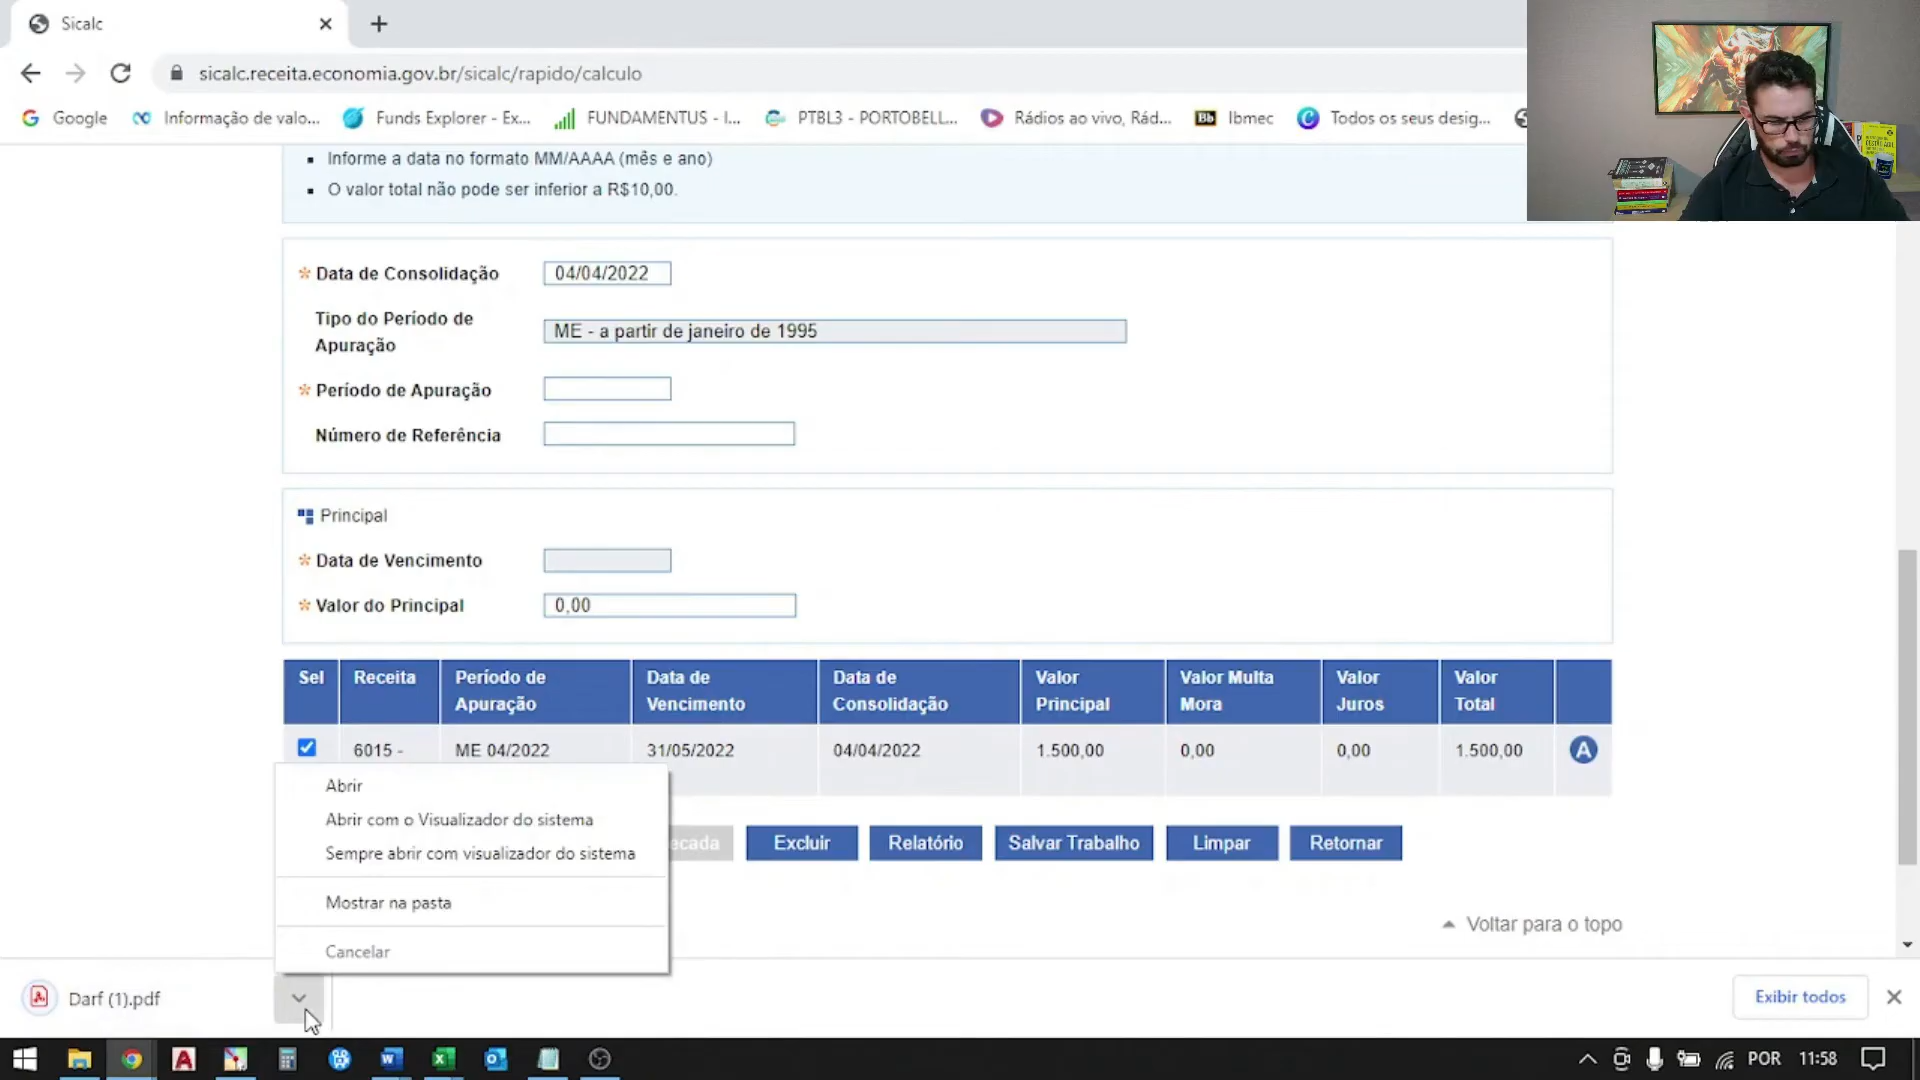 Sicalc
sicalc.receita.economia.gov.br/sicalc/rapido/calculo
Google Informação de valo... Funds Explorer - Ex... FUNDAMENTUS - I... PTBL3 - PORTOBELL... Rádios ao vivo, Rád... Bb Ibmec Todos os seus desig...
Informe a data no formato MM/AAAA (mês e ano)
O valor total não pode ser inferior a R$10,00.
* Data de Consolidação 04/04/2022
Tipo do Período de
Apuração
ME - a partir de janeiro de 1995
* Período de Apuração
Número de Referência
Principal
* Data de Vencimento
* Valor do Principal 0,00
Sel Receita Período de Apuração Data de Vencimento Data de Consolidação Valor Principal Valor Multa Mora Valor Juros Valor Total
6015 - ME 04/2022 31/05/2022 04/04/2022 1.500,00 0,00 0,00 1.500,00 A
Abrir
Abrir com o Visualizador do sistema
Sempre abrir com visualizador do sistema
Mostrar na pasta
Cancelar
ecada Excluir Relatório Salvar Trabalho Limpar Retornar
Voltar para o topo
Darf (1).pdf Exibir todos
POR 11:58